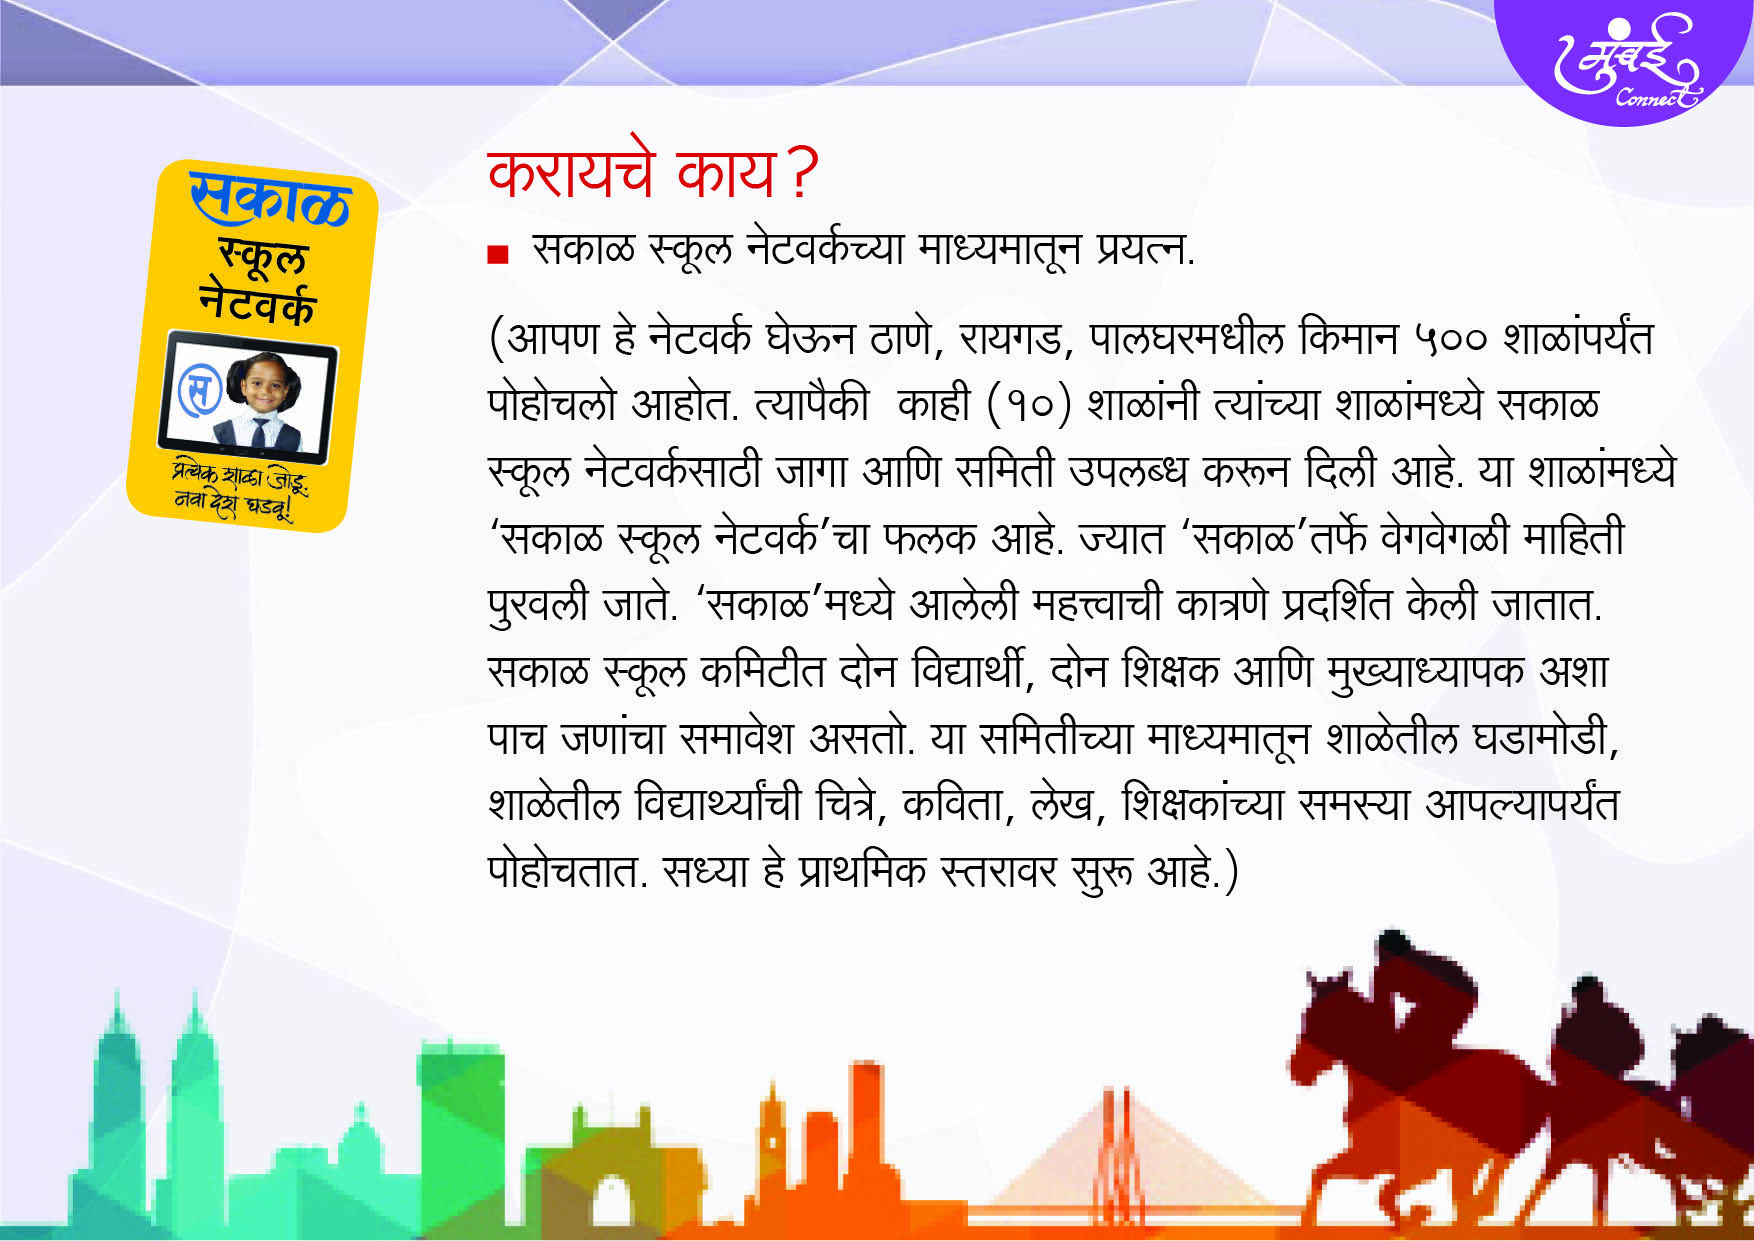 मुंबई
Connect
सकाळ
स्कूल
नेटवर्क
स
प्रत्येक शाळा जोडू
नवा देश घडवू!
करायचे काय?
सकाळ स्कूल नेटवर्कच्या माध्यमातून प्रयत्न.
(आपण हे नेटवर्क घेऊन ठाणे, रायगड, पालघरमधील किमान ५०० शाळांपर्यंत
पोहोचलो आहोत. त्यापैकी काही (१०) शाळांनी त्यांच्या शाळांमध्ये सकाळ
स्कूल नेटवर्कसाठी जागा आणि समिती उपलब्ध करून दिली आहे. या शाळांमध्ये
‘सकाळ स्कूल नेटवर्क’चा फलक आहे. ज्यात ‘सकाळ’तर्फे वेगवेगळी माहिती
पुरवली जाते. ‘सकाळ’मध्ये आलेली महत्त्वाची कात्रणे प्रदर्शित केली जातात.
सकाळ स्कूल कमिटीत दोन विद्यार्थी, दोन शिक्षक आणि मुख्याध्यापक अशा
पाच जणांचा समावेश असतो. या समितीच्या माध्यमातून शाळेतील घडामोडी,
शाळेतील विद्यार्थ्यांची चित्रे, कविता, लेख, शिक्षकांच्या समस्या आपल्यापर्यंत
पोहोचतात. सध्या हे प्राथमिक स्तरावर सुरू आहे.)